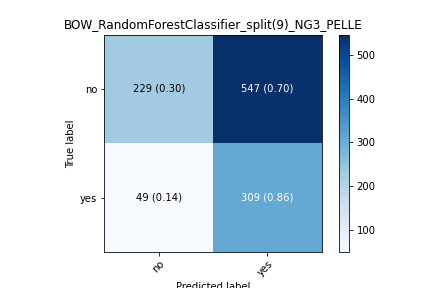 BOW_RandomForestClassifier_split(9)_NG3_PELLE
no
229 (0.30)
547 (0.70)
yes
49 (0.14)
309 (0.86)
True label
no
yes
Predicted label
500
400
300
200
100